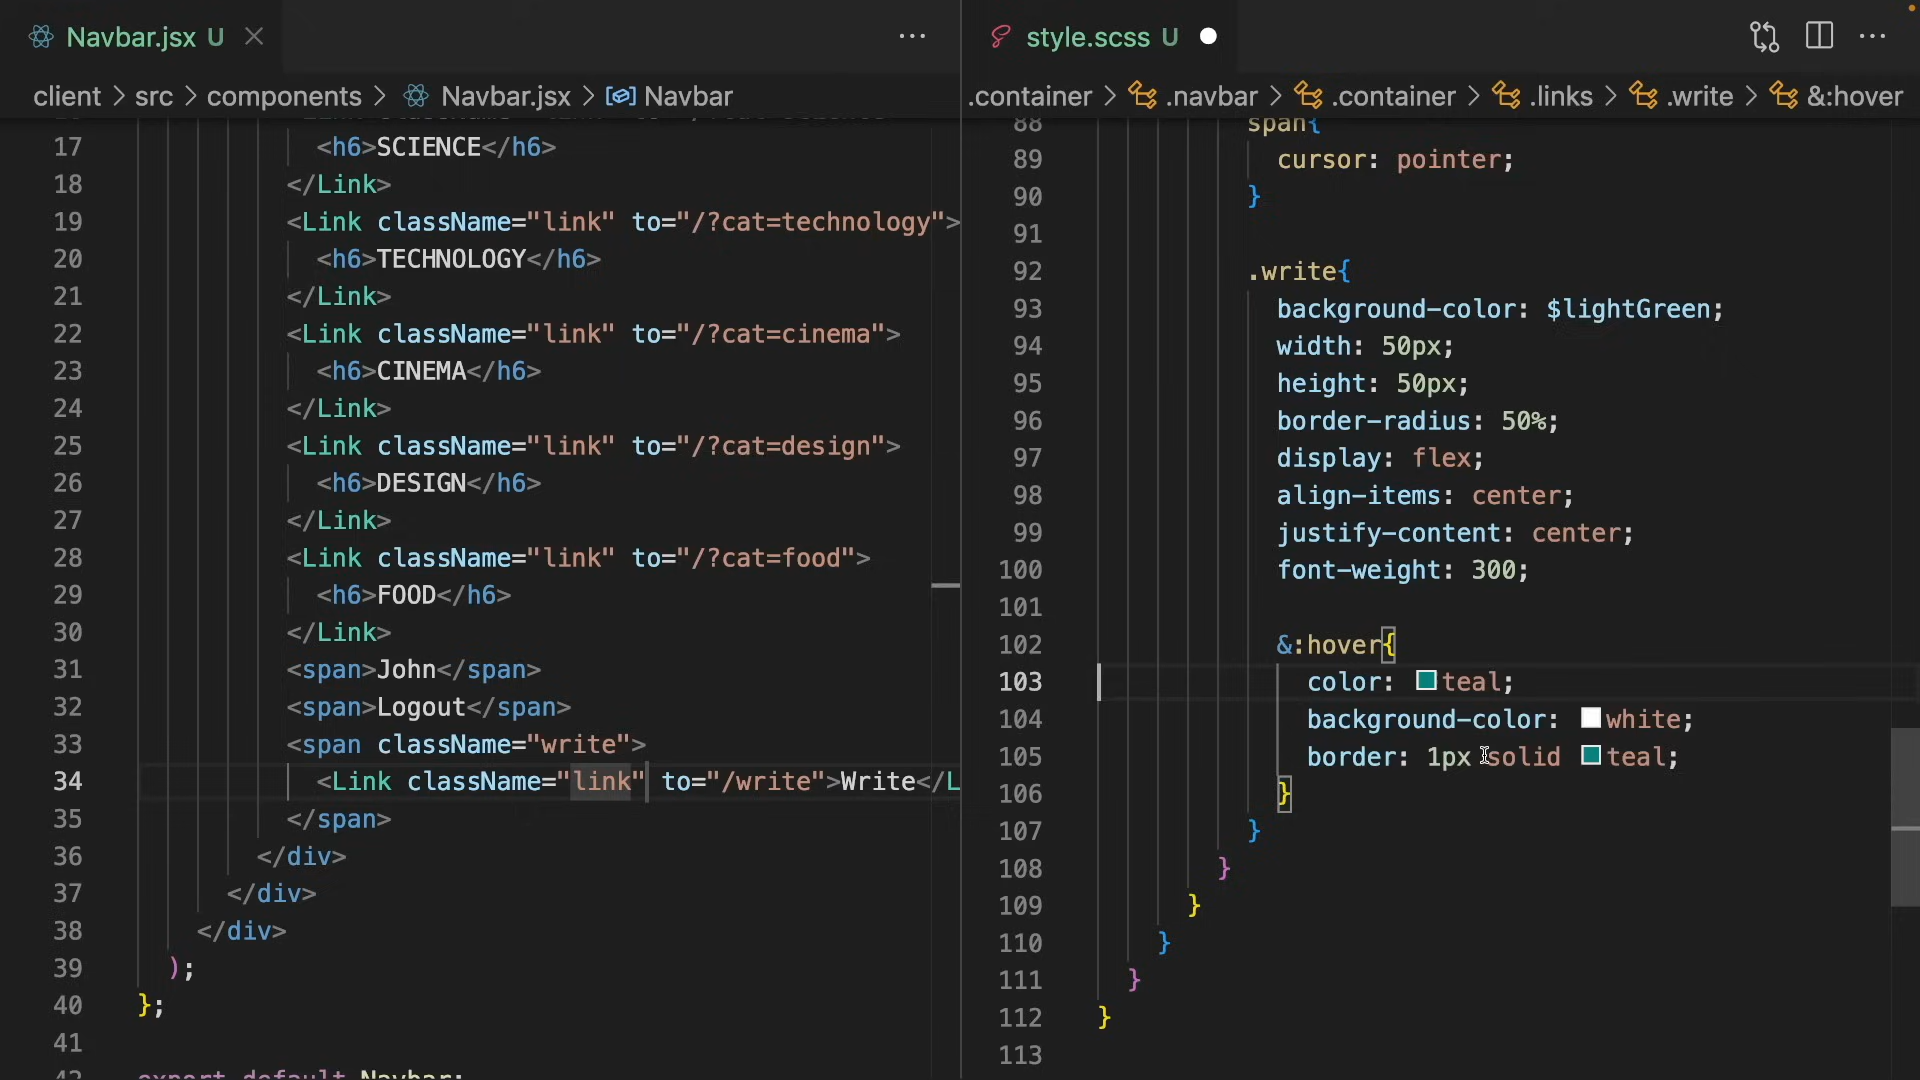 Navbar.jsx U
client > src > components > Navbar.jsx > Navbar
17 <h6>SCIENCE</h6>
18 </Link>
19 <Link className="link" to="/?cat=technology">
20 <h6>TECHNOLOGY</h6>
21 </Link>
22 <Link className="link" to="/?cat=cinema">
23 <h6>CINEMA</h6>
24 </Link>
25 <Link className="link" to="/?cat=design">
26 <h6>DESIGN</h6>
27 </Link>
28 <Link className="link" to="/?cat=food">
29 <h6>FOOD</h6>
30 </Link>
31 <span>John</span>
32 <span>Logout</span>
33 <span className="write">
34 <Link className="link" to="/write">Write</L
35 </span>
36 </div>
37 </div>
38 </div>
39 );
40 };
41
42 export default Navbar;
style.scss U
.container > .navbar > .container > .links > .write > &:hover
88 span{
89 cursor: pointer;
90 }
91
92 .write{
93 background-color: $lightGreen;
94 width: 50px;
95 height: 50px;
96 border-radius: 50%;
97 display: flex;
98 align-items: center;
99 justify-content: center;
100 font-weight: 300;
101
102 &:hover{
103 color: teal;
104 background-color: white;
105 border: 1px solid teal;
106 }
107 }
108 }
109 }
110 }
111 }
112 }
113